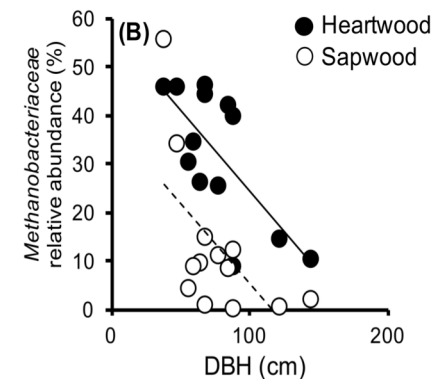 (B)
Heartwood
Sapwood
Methanobacteriaceae
relative abundance (%)
60
50
40
30
20
10
0
0
100
200
DBH (cm)